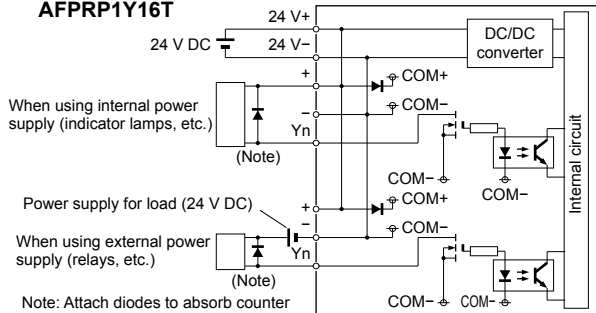 AFPRP1Y16T
24 V+
24 V DC
24 V−
DC/DC
converter
+
COM+
When using internal power
supply (indicator lamps, etc.)
−
COM−
Yn
(Note)
COM−
COM−
Internal circuit
Power supply for load (24 V DC)
+
COM+
−
COM−
When using external power
supply (relays, etc.)
Yn
(Note)
COM−
COM−
Note: Attach diodes to absorb counter